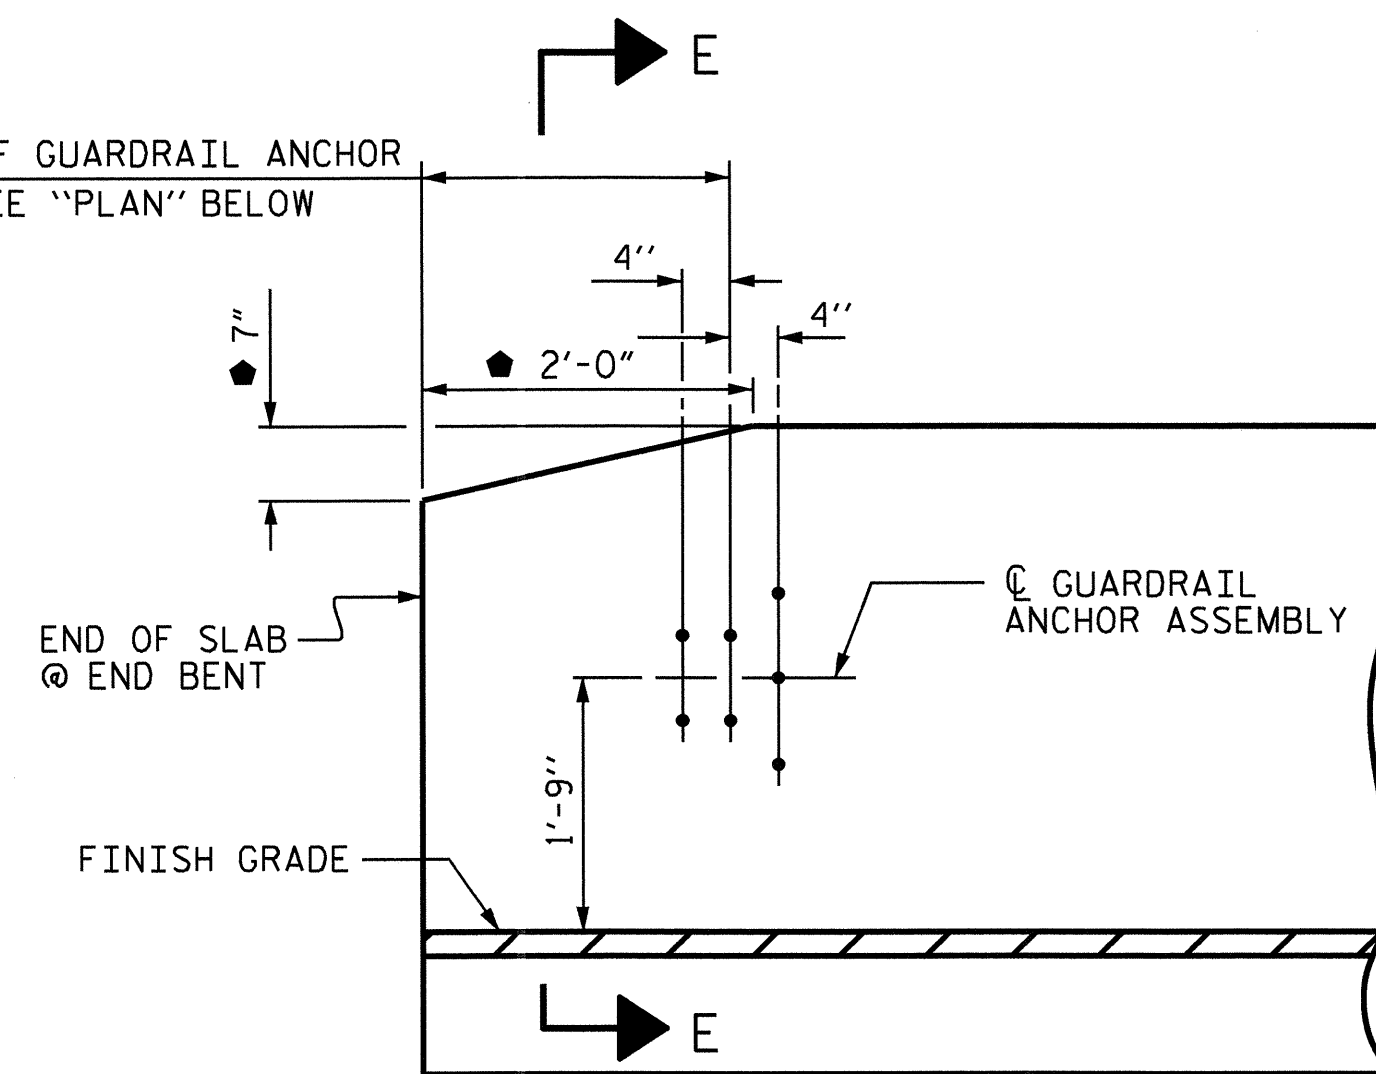 E
GUARDRAIL ANCHOR
"PLAN" BELOW
4''
4''
7"
2'-0"
℄ GUARDRAIL
ANCHOR ASSEMBLY
END OF SLAB
@ END BENT
1'-9''
FINISH GRADE
E